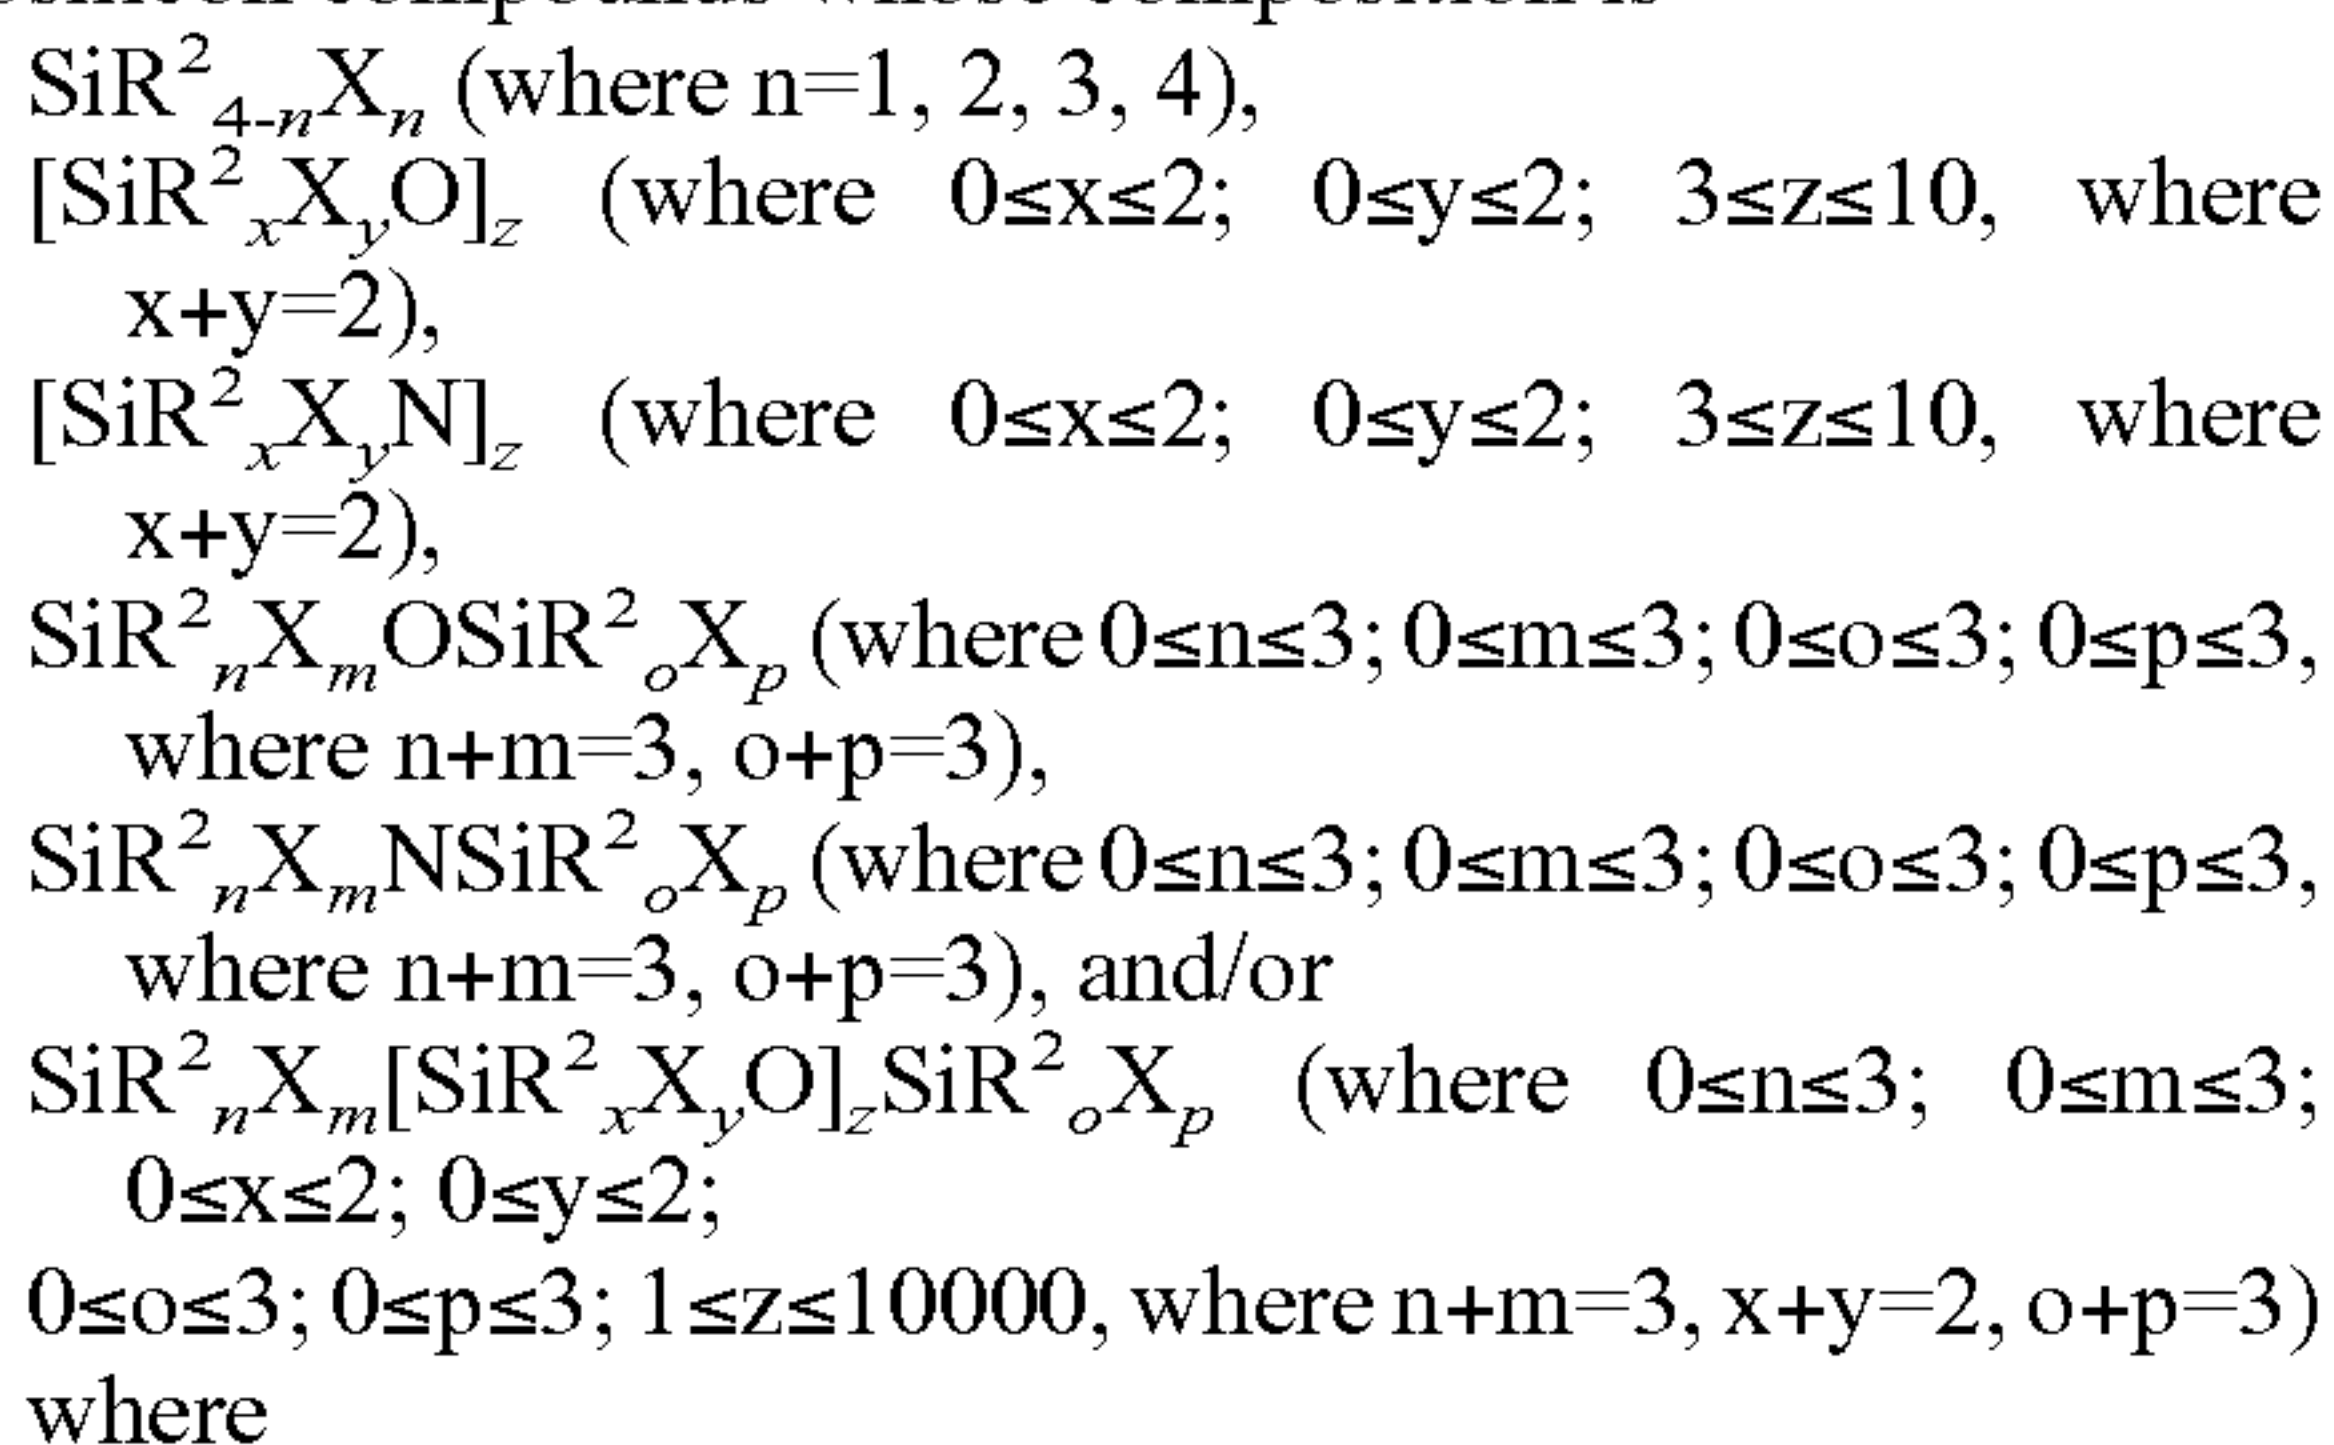 SiR²₄₋ₙXₙ (where n=1, 2, 3, 4),
[SiR²ₓXᵧO]z (where 0≤x≤2; 0≤y≤2; 3≤z≤10, where
x+y=2),
[SiR²ₓXᵧN]z (where 0≤x≤2; 0≤y≤2; 3≤z≤10, where
x+y=2),
SiR²ₙXₘOSiR²ₒXₚ (where 0≤n≤3; 0≤m≤3; 0≤o≤3; 0≤p≤3,
where n+m=3, o+p=3),
SiR²ₙXₘNSiR²ₒXₚ (where 0≤n≤3; 0≤m≤3; 0≤o≤3; 0≤p≤3,
where n+m=3, o+p=3), and/or
SiR²ₙXₘ[SiR²ₓXᵧO]zSiR²ₒXₚ (where 0≤n≤3; 0≤m≤3;
0≤x≤2; 0≤y≤2;
0≤o≤3; 0≤p≤3; 1≤z≤10000, where n+m=3, x+y=2, o+p=3)
where